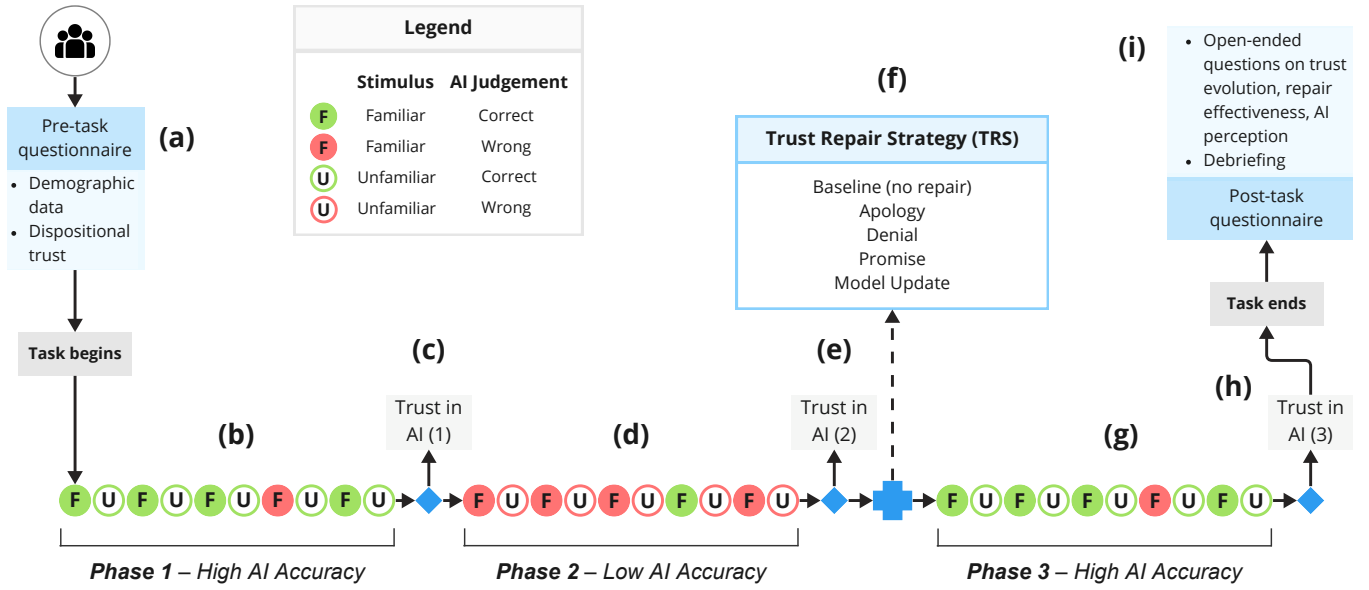 Pre-task
questionnaire
(a)
• Demographic
data
• Dispositional
trust
Task begins
Legend
Stimulus AI Judgement
F Familiar Correct
F Familiar Wrong
U Unfamiliar Correct
U Unfamiliar Wrong
(f)
Trust Repair Strategy (TRS)
Baseline (no repair)
Apology
Denial
Promise
Model Update
(i)
• Open-ended
questions on trust
evolution, repair
effectiveness, AI
perception
• Debriefing
Post-task
questionnaire
Task ends
(b)
(c)
Trust in
AI (1)
(d)
(e)
Trust in
AI (2)
(g)
(h)
Trust in
AI (3)
F U F U F U F U F U
F U F U F U F U F U
F U F U F U F U F U
Phase 1 – High AI Accuracy
Phase 2 – Low AI Accuracy
Phase 3 – High AI Accuracy